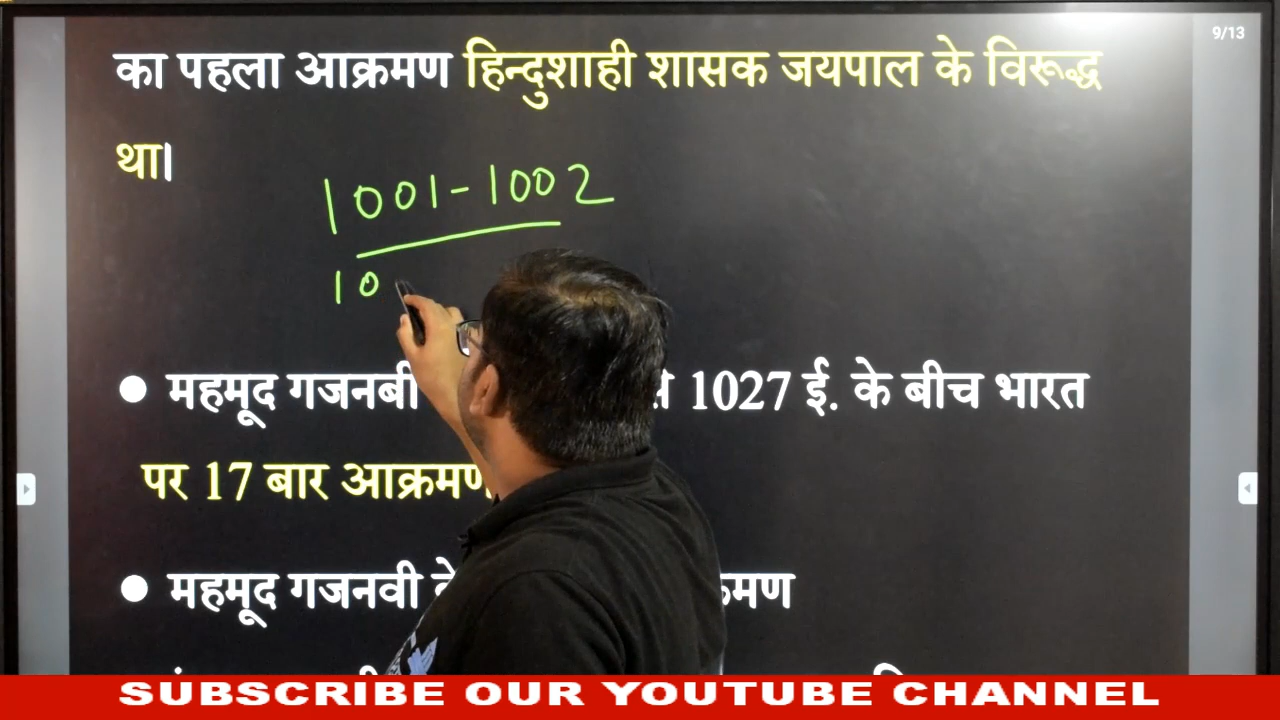 9/13
का पहला आक्रमण हिन्दुशाही शासक जयपाल के विरूद्ध
था।
1001-1002
10
● महमूद गजनबी 1027 ई. के बीच भारत
पर 17 बार आक्रमण
● महमूद गजनवी
SUBSCRIBE OUR YOUTUBE CHANNEL